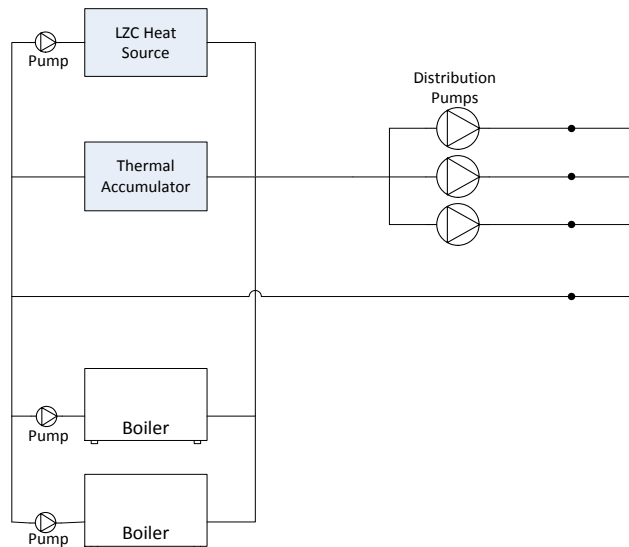 LZC Heat
Source
Pump
Distribution
Pumps
Thermal
Accumulator
Boiler
Pump
Boiler
Pump